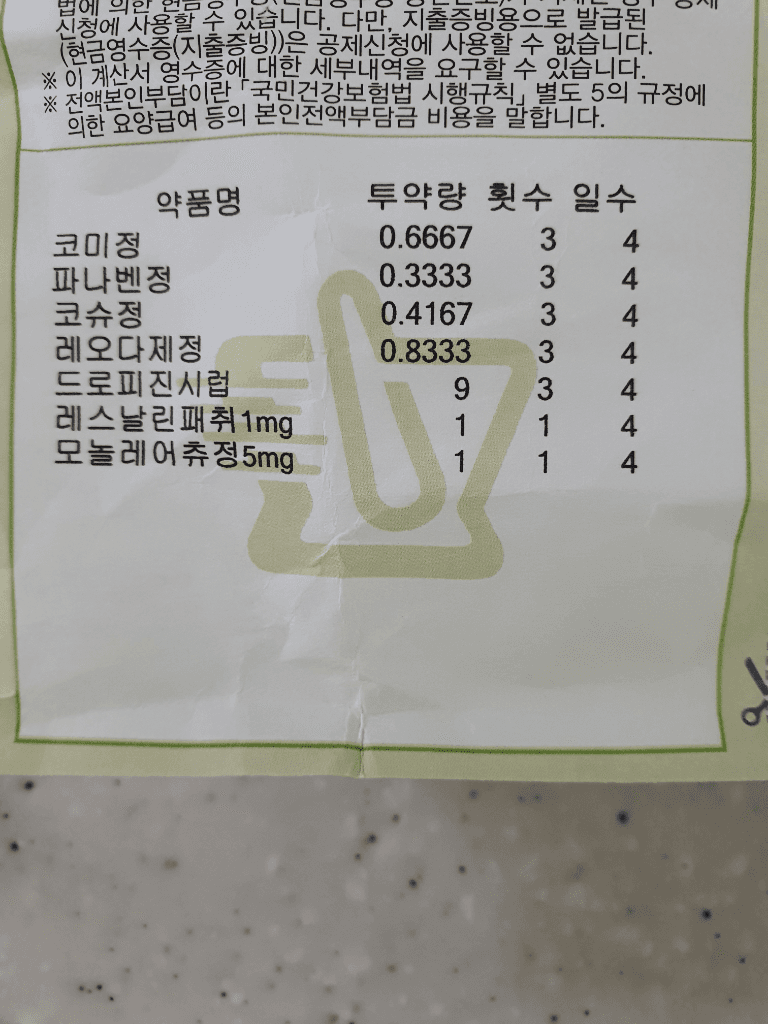 신청에 사용할 수 있습니다. 다만, 지출증빙용으로 발급된
(현금영수증(지출증빙))은 공제신청에 사용할 수 없습니다.
※ 이 계산서 영수증에 대한 세부내역을 요구할 수 있습니다.
※ 전액본인부담이란 「국민건강보험법 시행규칙」 별도 5의 규정에
의한 요양급여 등의 본인전액부담금 비용을 말합니다.
약품명 투약량 횟수 일수
코미정 0.6667 3 4
파나벤정 0.3333 3 4
코슈정 0.4167 3 4
레오다제정 0.8333 3 4
드로피진시럽 9 3 4
레스날린패취1mg 1 1 4
모놀레어츄정5mg 1 1 4